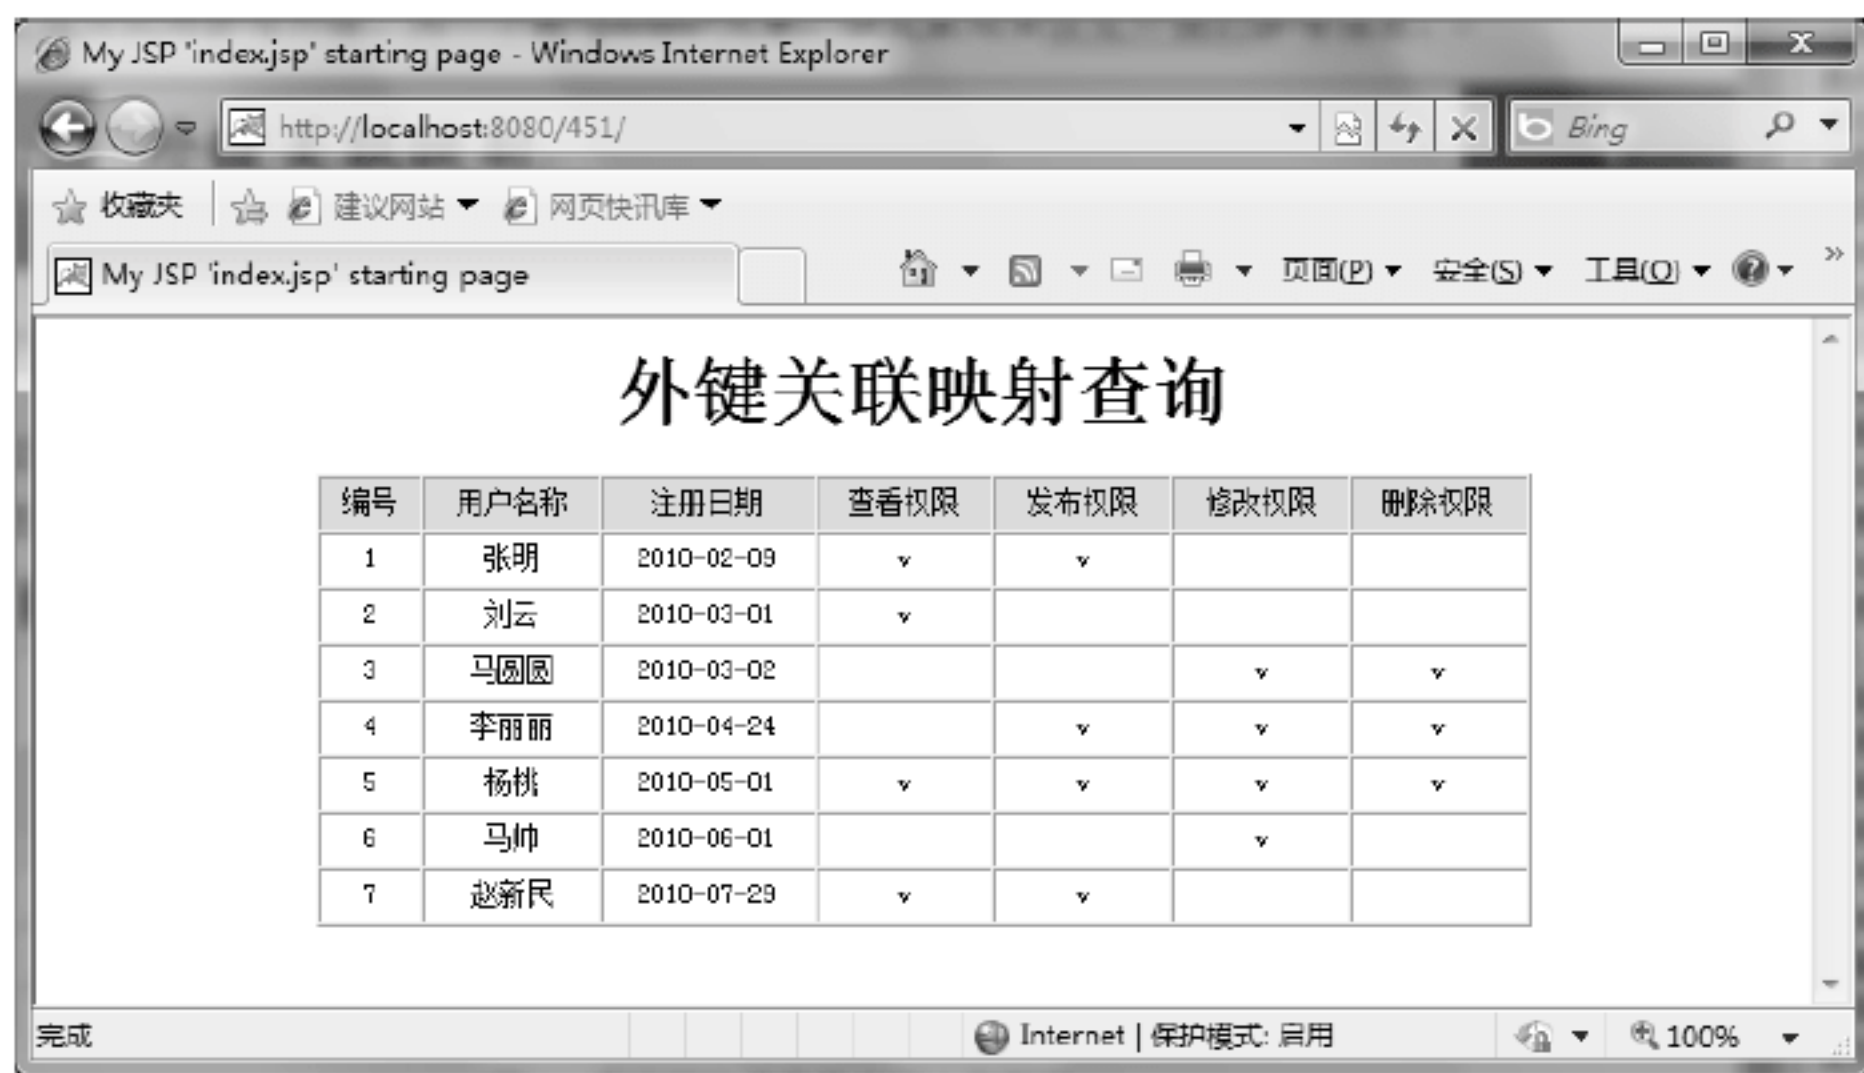 My JSP 'index.jsp' starting page - Windows Internet Explorer
http://localhost:8080/451/ Bing
收藏夹 建议网站 网页快讯库
My JSP 'index.jsp' starting page 页面(P) 安全(S) 工具(O) »
外键关联映射查询
编号 用户名称 注册日期 查看权限 发布权限 修改权限 删除权限
1 张明 2010-02-09 v v
2 刘云 2010-03-01 v
3 马圆圆 2010-03-02 v v
4 李丽丽 2010-04-24 v v v
5 杨桃 2010-05-01 v v v v
6 马帅 2010-06-01 v
7 赵新民 2010-07-29 v v
完成 Internet | 保护模式: 启用 100%